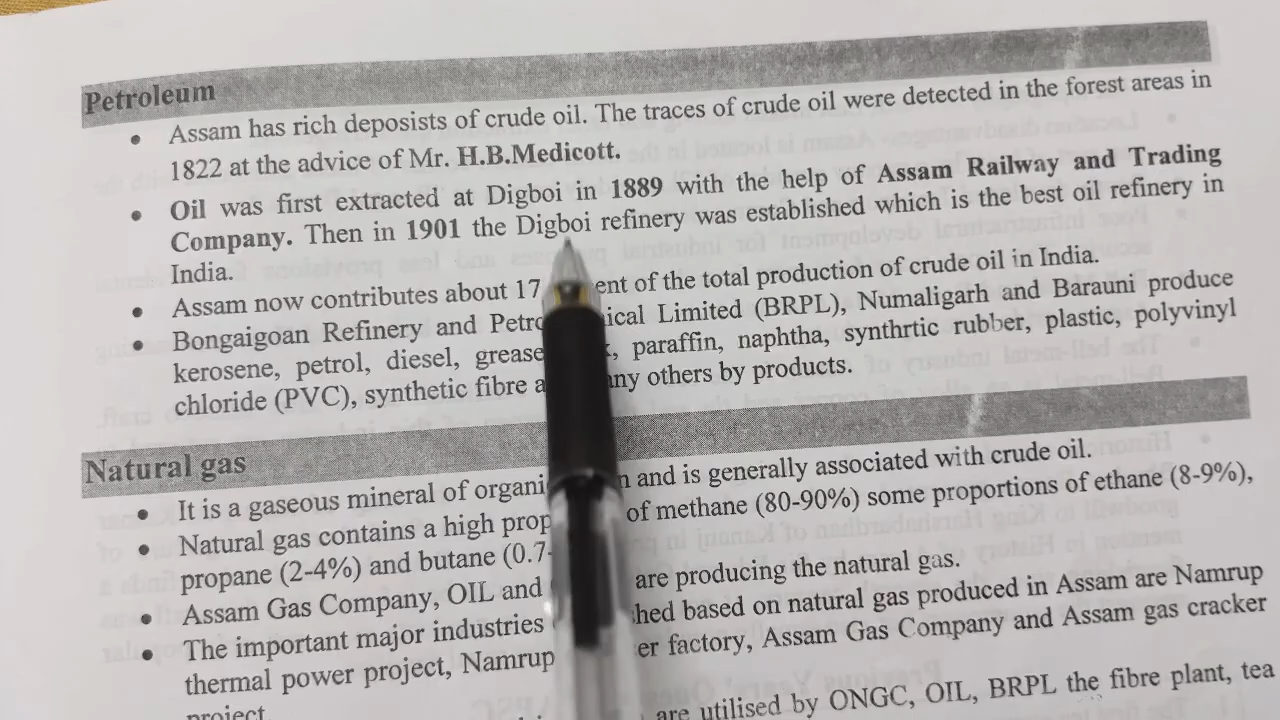 Petroleum
• Assam has rich deposists of crude oil. The traces of crude oil were detected in the forest areas in
1822 at the advice of Mr. H.B.Medicott.
• Oil was first extracted at Digboi in 1889 with the help of Assam Railway and Trading
Company. Then in 1901 the Digboi refinery was established which is the best oil refinery in
India.
• Assam now contributes about 17 ent of the total production of crude oil in India.
• Bongaigoan Refinery and Petro ical Limited (BRPL), Numaligarh and Barauni produce
kerosene, petrol, diesel, grease , paraffin, naphtha, synthrtic rubber, plastic, polyvinyl
chloride (PVC), synthetic fibre a ny others by products.
Natural gas
• It is a gaseous mineral of organi n and is generally associated with crude oil.
• Natural gas contains a high prop of methane (80-90%) some proportions of ethane (8-9%),
propane (2-4%) and butane (0.7-
• Assam Gas Company, OIL and are producing the natural gas.
• The important major industries hed based on natural gas produced in Assam are Namrup
thermal power project, Namrup er factory, Assam Gas Company and Assam gas cracker
project
are utilised by ONGC, OIL, BRPL the fibre plant, tea